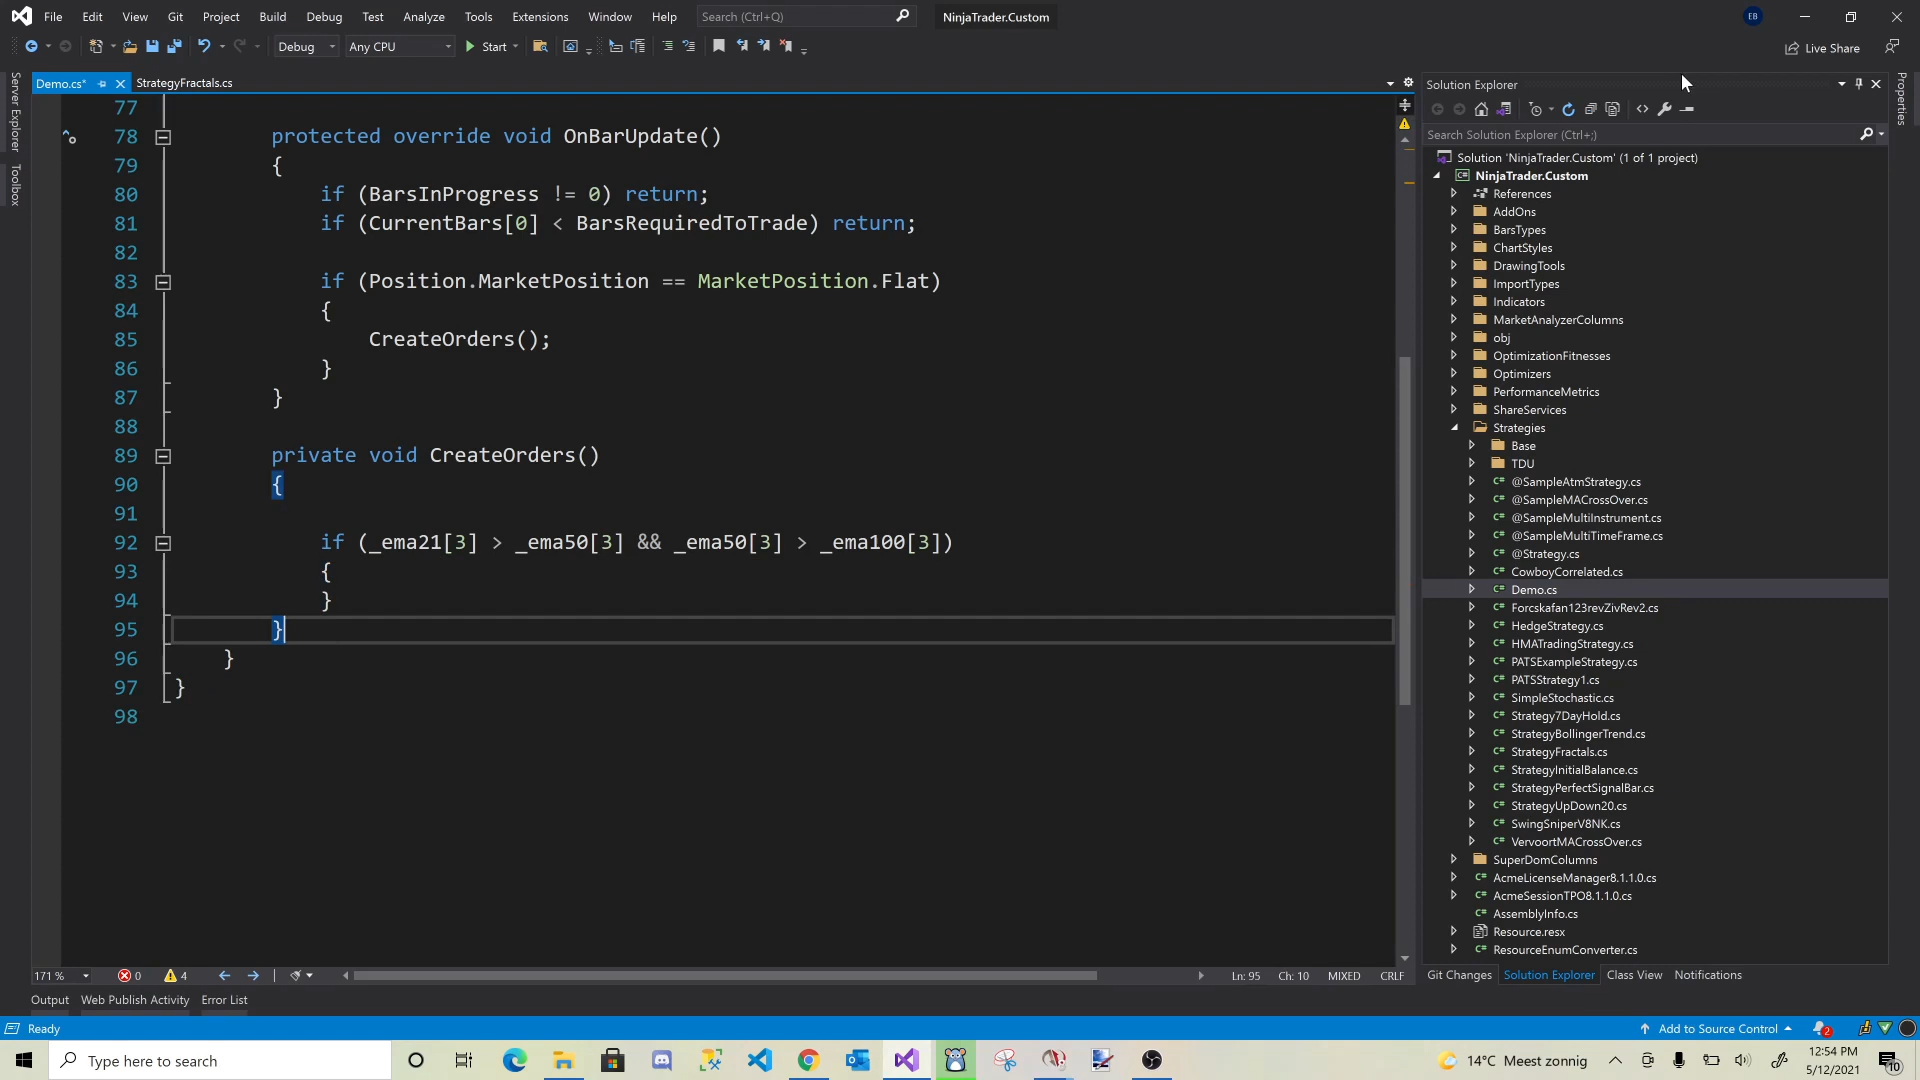 File Edit View Git Project Build Debug Test Analyze Tools Extensions Window Help Search (Ctrl+Q) NinjaTrader.Custom EB
Debug Any CPU Start Live Share
Server Explorer
Toolbox
Demo.cs* StrategyFractals.cs
77
78 protected override void OnBarUpdate()
79 {
80 if (BarsInProgress != 0) return;
81 if (CurrentBars[0] < BarsRequiredToTrade) return;
82
83 if (Position.MarketPosition == MarketPosition.Flat)
84 {
85 CreateOrders();
86 }
87 }
88
89 private void CreateOrders()
90 {
91
92 if (_ema21[3] > _ema50[3] && _ema50[3] > _ema100[3])
93 {
94 }
95 }
96 }
97 }
98
171 % 0 4 Ln: 95 Ch: 10 MIXED CRLF
Solution Explorer
Search Solution Explorer (Ctrl+;)
Solution 'NinjaTrader.Custom' (1 of 1 project)
NinjaTrader.Custom
References
AddOns
BarsTypes
ChartStyles
DrawingTools
ImportTypes
Indicators
MarketAnalyzerColumns
obj
OptimizationFitnesses
Optimizers
PerformanceMetrics
ShareServices
Strategies
Base
TDU
C# @SampleAtmStrategy.cs
C# @SampleMACrossOver.cs
C# @SampleMultiInstrument.cs
C# @SampleMultiTimeFrame.cs
C# @Strategy.cs
C# CowboyCorrelated.cs
C# Demo.cs
C# Forcskafan123revZivRev2.cs
C# HedgeStrategy.cs
C# HMATradingStrategy.cs
C# PATSExampleStrategy.cs
C# PATSStrategy1.cs
C# SimpleStochastic.cs
C# Strategy7DayHold.cs
C# StrategyBollingerTrend.cs
C# StrategyFractals.cs
C# StrategyInitialBalance.cs
C# StrategyPerfectSignalBar.cs
C# StrategyUpDown20.cs
C# SwingSniperV8NK.cs
C# VervoortMACrossOver.cs
SuperDomColumns
C# AcmeLicenseManager8.1.1.0.cs
C# AcmeSessionTPO8.1.1.0.cs
C# AssemblyInfo.cs
Resource.resx
C# ResourceEnumConverter.cs
Git Changes Solution Explorer Class View Notifications
Properties
Output Web Publish Activity Error List
Ready Add to Source Control 2
Type here to search 14°C Meest zonnig 12:54 PM
5/12/2021 10